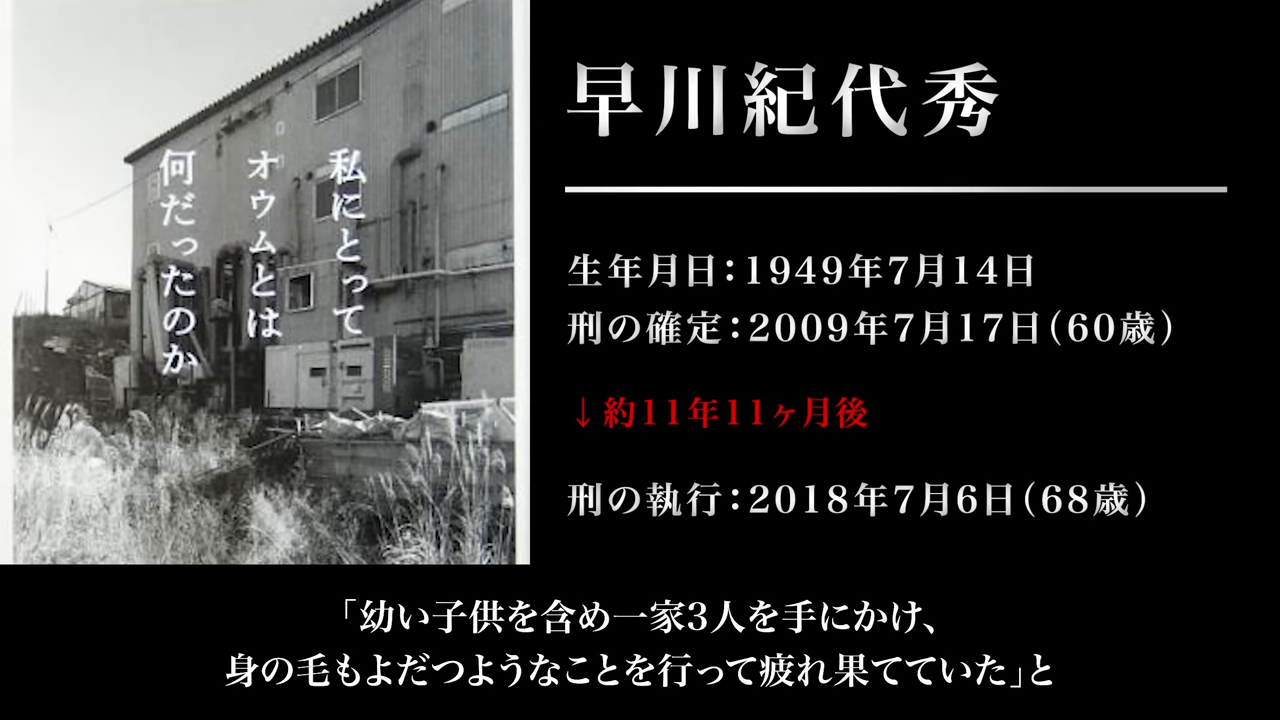 私にとって
オウムとは
何だったのか
早川紀代秀
生年月日：1949年7月14日
刑の確定：2009年7月17日（60歳）
↓約11年11ヶ月後
刑の執行：2018年7月6日（68歳）
「幼い子供を含め一家3人を手にかけ、
身の毛もよだつようなことを行って疲れ果てていた」と